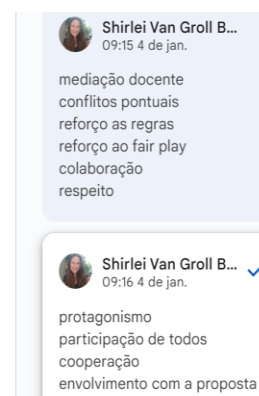 Shirlei Van Groll B...
09:15 4 de jan.
mediação docente
conflitos pontuais
reforço as regras
reforço ao fair play
colaboração
respeito
Shirlei Van Groll B...
09:16 4 de jan.
protagonismo
participação de todos
cooperação
envolvimento com a proposta